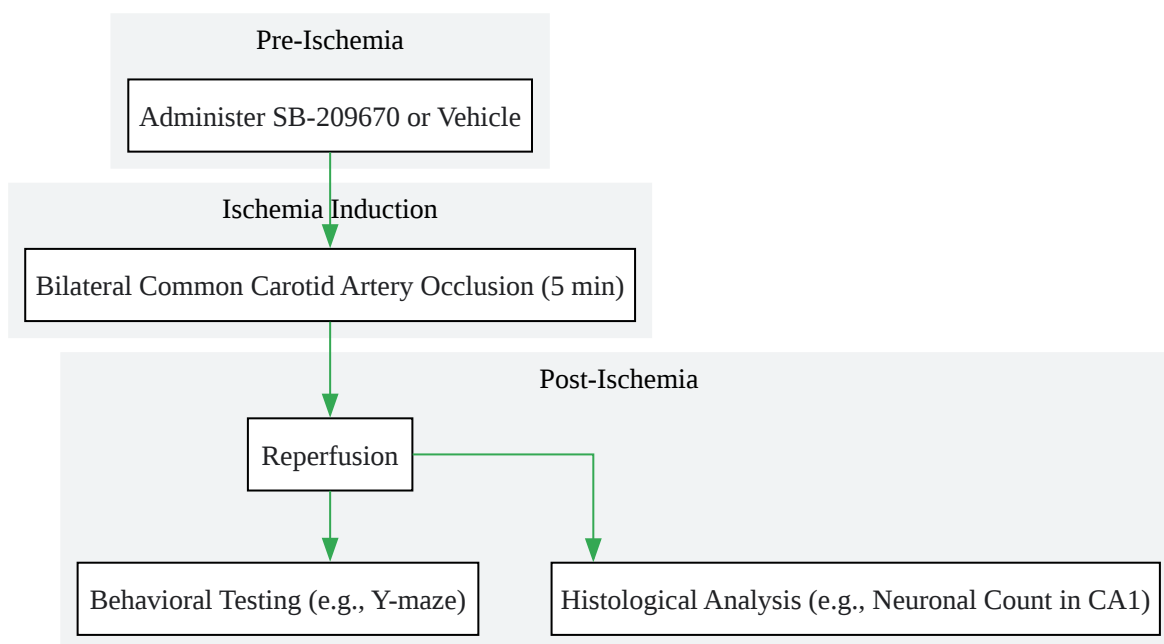 Pre-Ischemia
Administer SB-209670 or Vehicle
Ischemia Induction
Bilateral Common Carotid Artery Occlusion (5 min)
Post-Ischemia
Reperfusion
Behavioral Testing (e.g., Y-maze)
Histological Analysis (e.g., Neuronal Count in CA1)